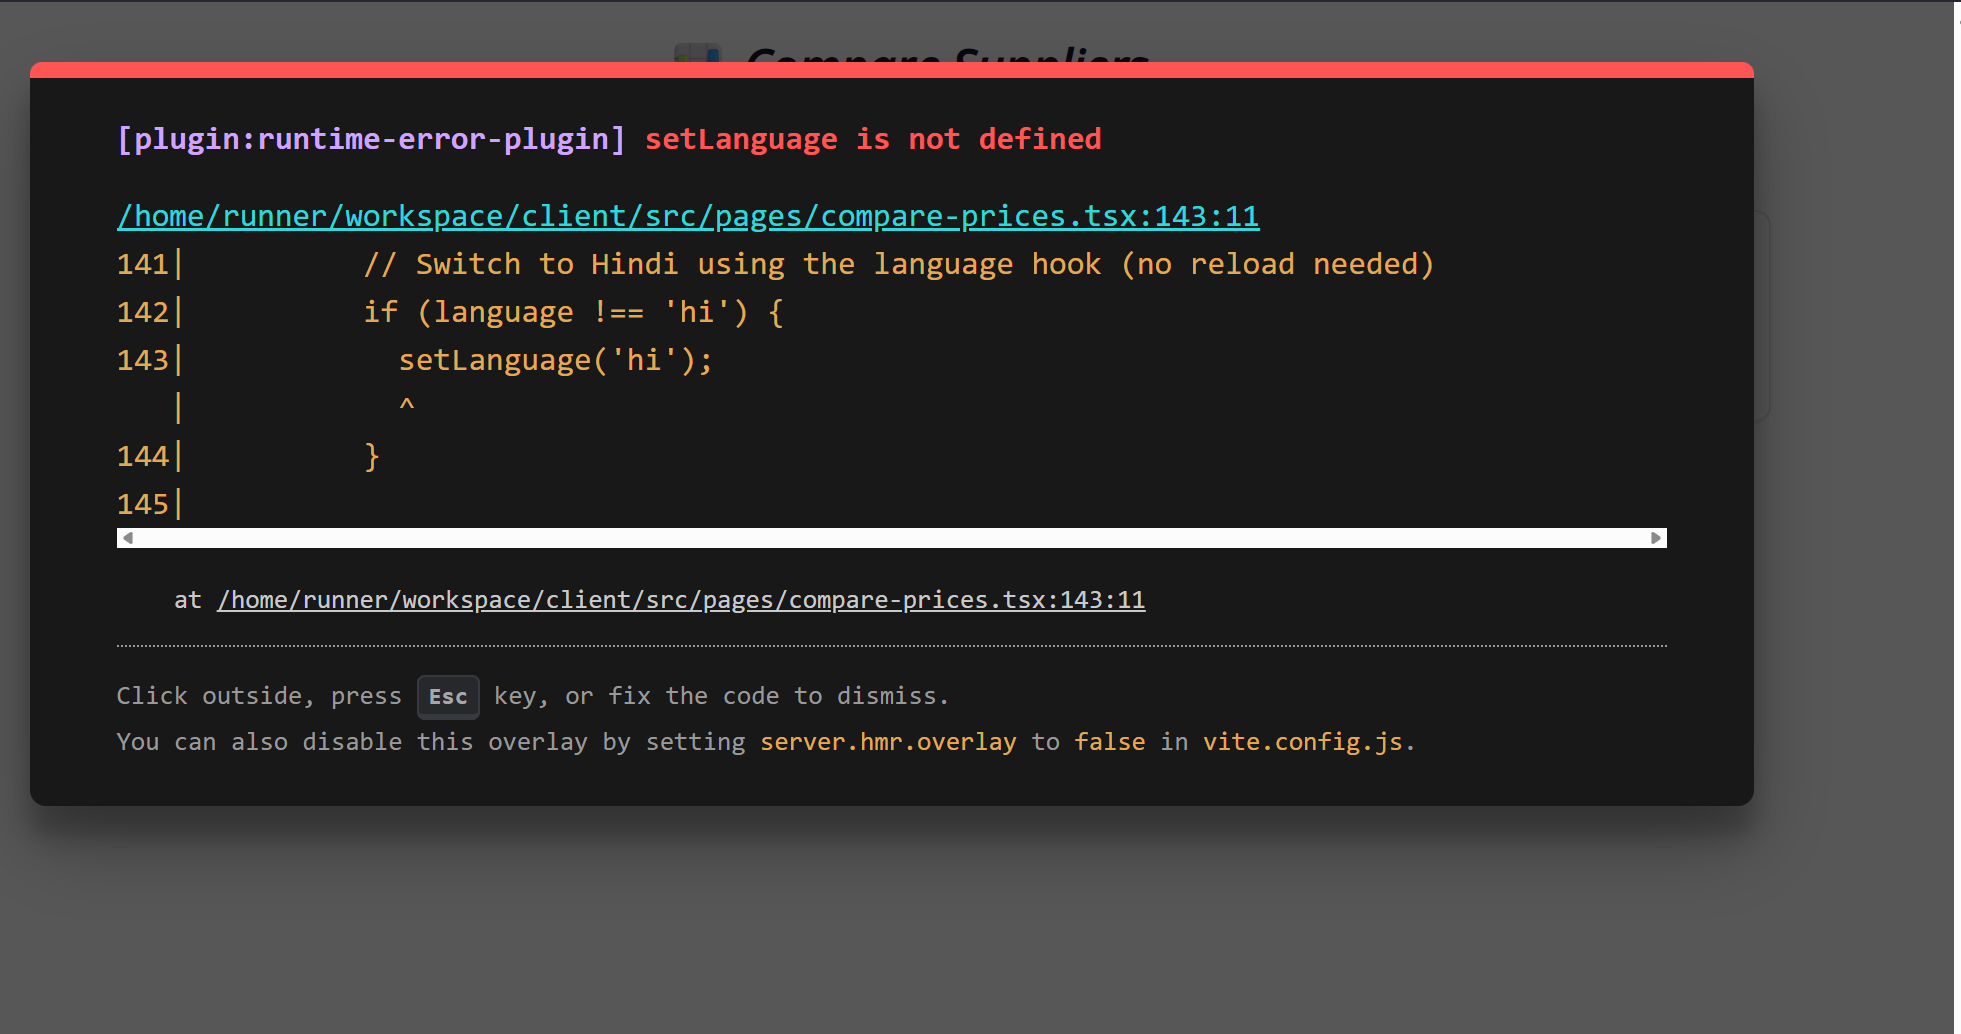 Compare Suppliers
[plugin:runtime-error-plugin] setLanguage is not defined
/home/runner/workspace/client/src/pages/compare-prices.tsx:143:11
141|          // Switch to Hindi using the language hook (no reload needed)
142|          if (language !== 'hi') {
143|            setLanguage('hi');
   |            ^
144|          }
145|
at /home/runner/workspace/client/src/pages/compare-prices.tsx:143:11
Click outside, press Esc key, or fix the code to dismiss.
You can also disable this overlay by setting server.hmr.overlay to false in vite.config.js.